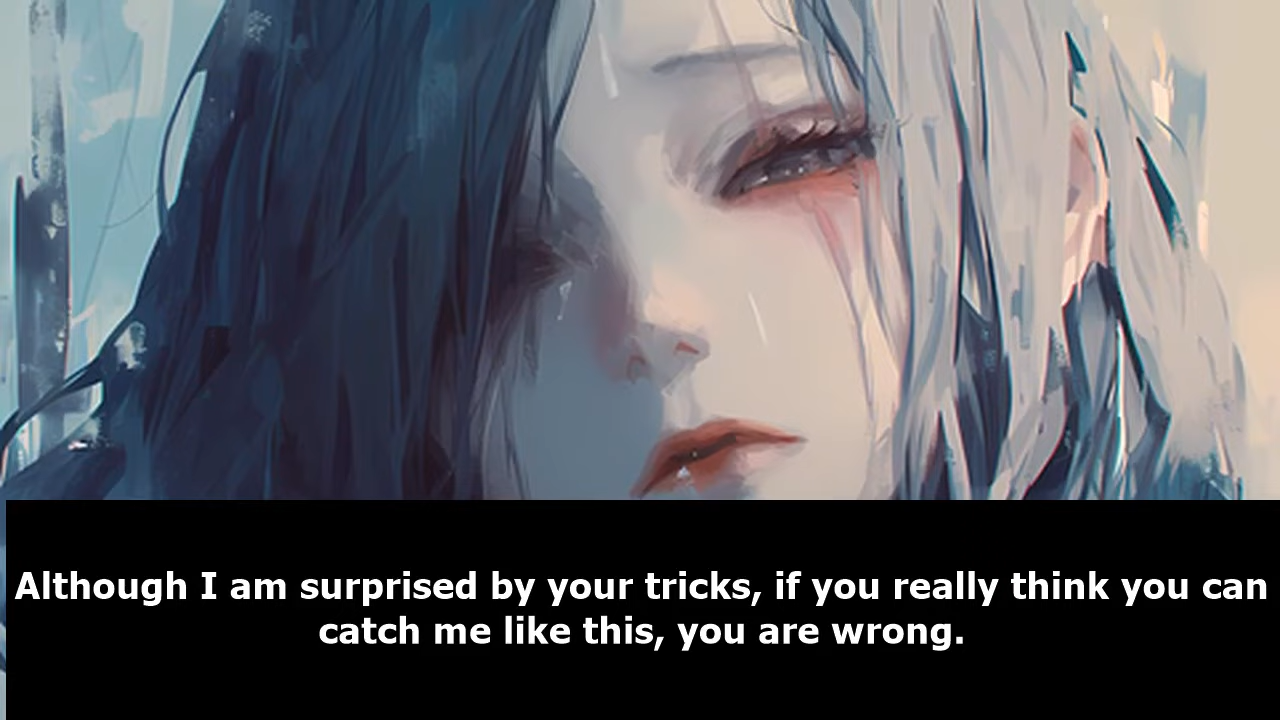 Although I am surprised by your tricks, if you really think you can
catch me like this, you are wrong.